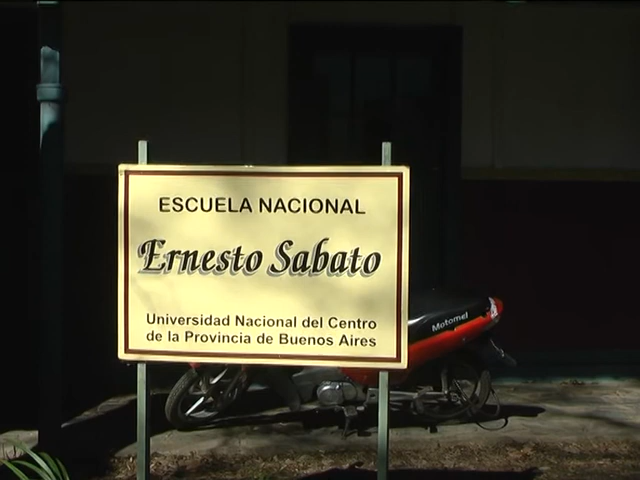 ESCUELA NACIONAL
Ernesto Sabato
Universidad Nacional del Centro
de la Provincia de Buenos Aires
Motomel